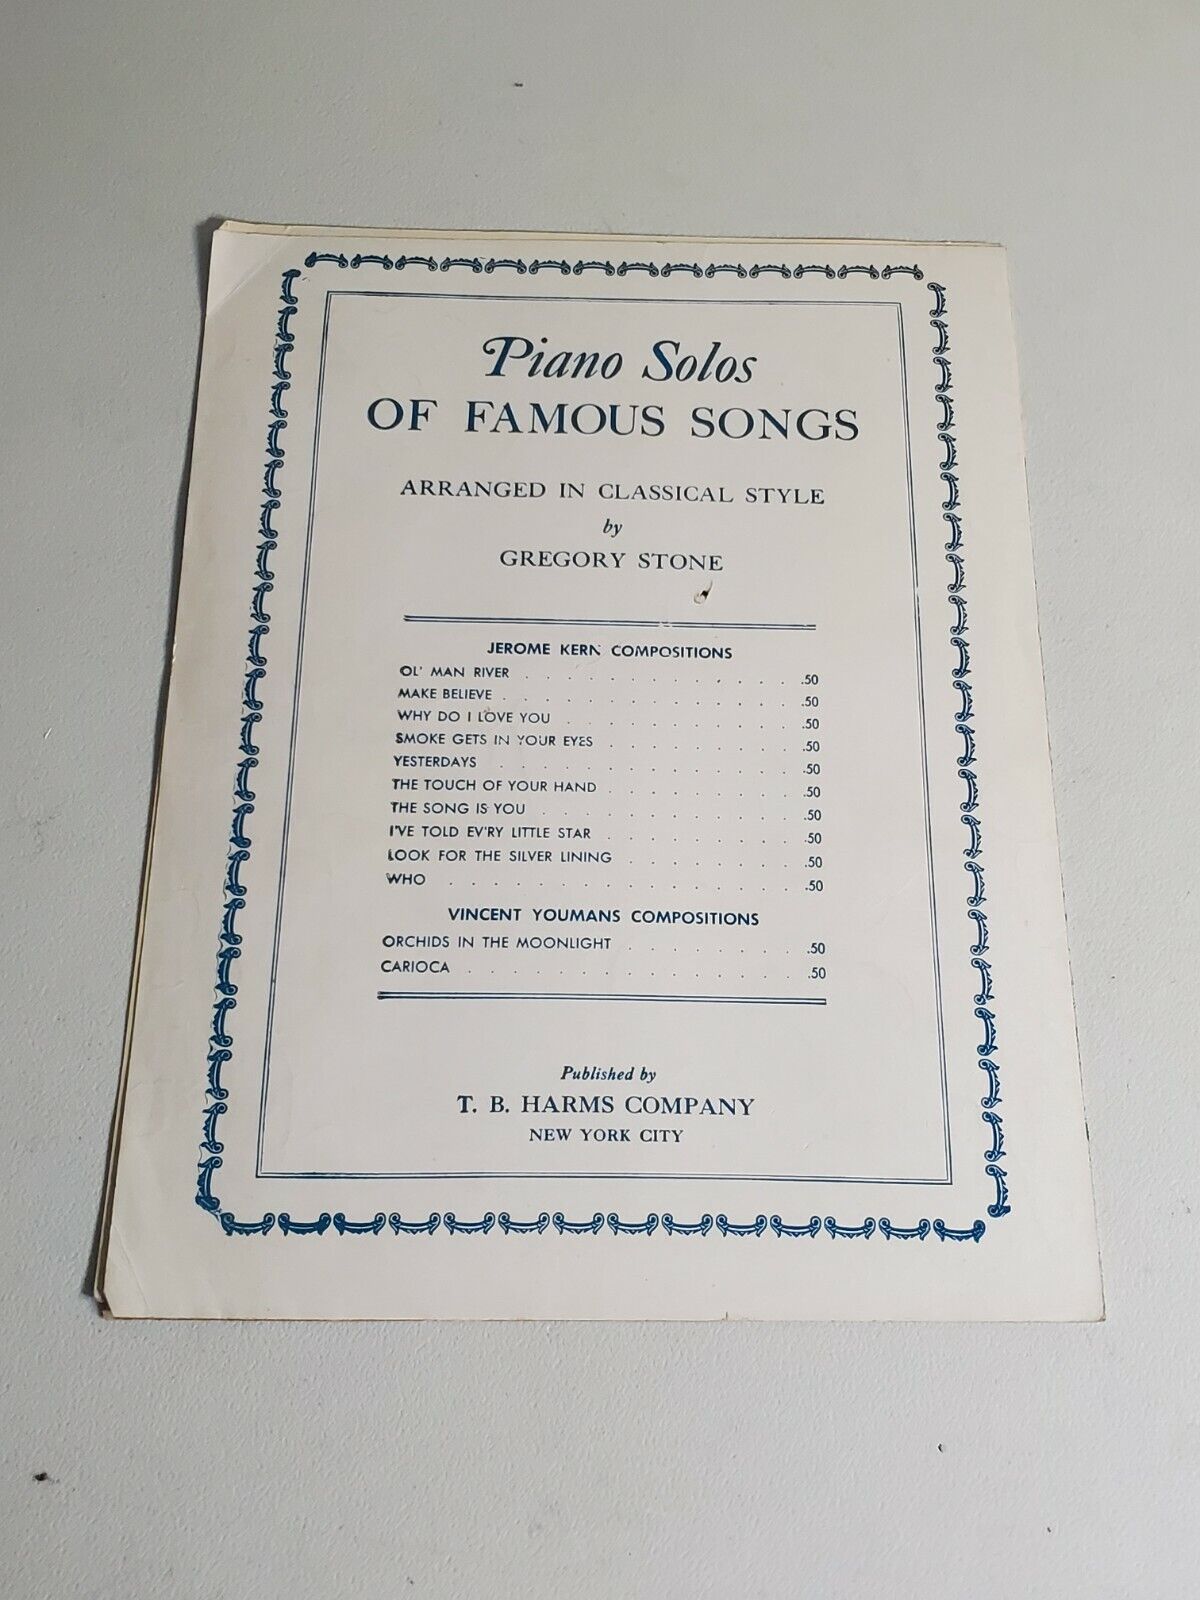 Piano Solos
OF FAMOUS SONGS
ARRANGED IN CLASSICAL STYLE
by
GREGORY STONE
JEROME KERN COMPOSITIONS
OL' MAN RIVER . . . . . . . . . . . . . .50
MAKE BELIEVE . . . . . . . . . . . . . . .50
WHY DO I LOVE YOU . . . . . . . . . . . .50
SMOKE GETS IN YOUR EYES . . . . . . . . . .50
YESTERDAYS . . . . . . . . . . . . . . .50
THE TOUCH OF YOUR HAND . . . . . . . . . .50
THE SONG IS YOU . . . . . . . . . . . . .50
I'VE TOLD EV'RY LITTLE STAR . . . . . . . . .50
LOOK FOR THE SILVER LINING . . . . . . . . .50
WHO . . . . . . . . . . . . . . . . .50
VINCENT YOUMANS COMPOSITIONS
ORCHIDS IN THE MOONLIGHT . . . . . . . . .50
CARIOCA . . . . . . . . . . . . . . . .50
Published by
T. B. HARMS COMPANY
NEW YORK CITY